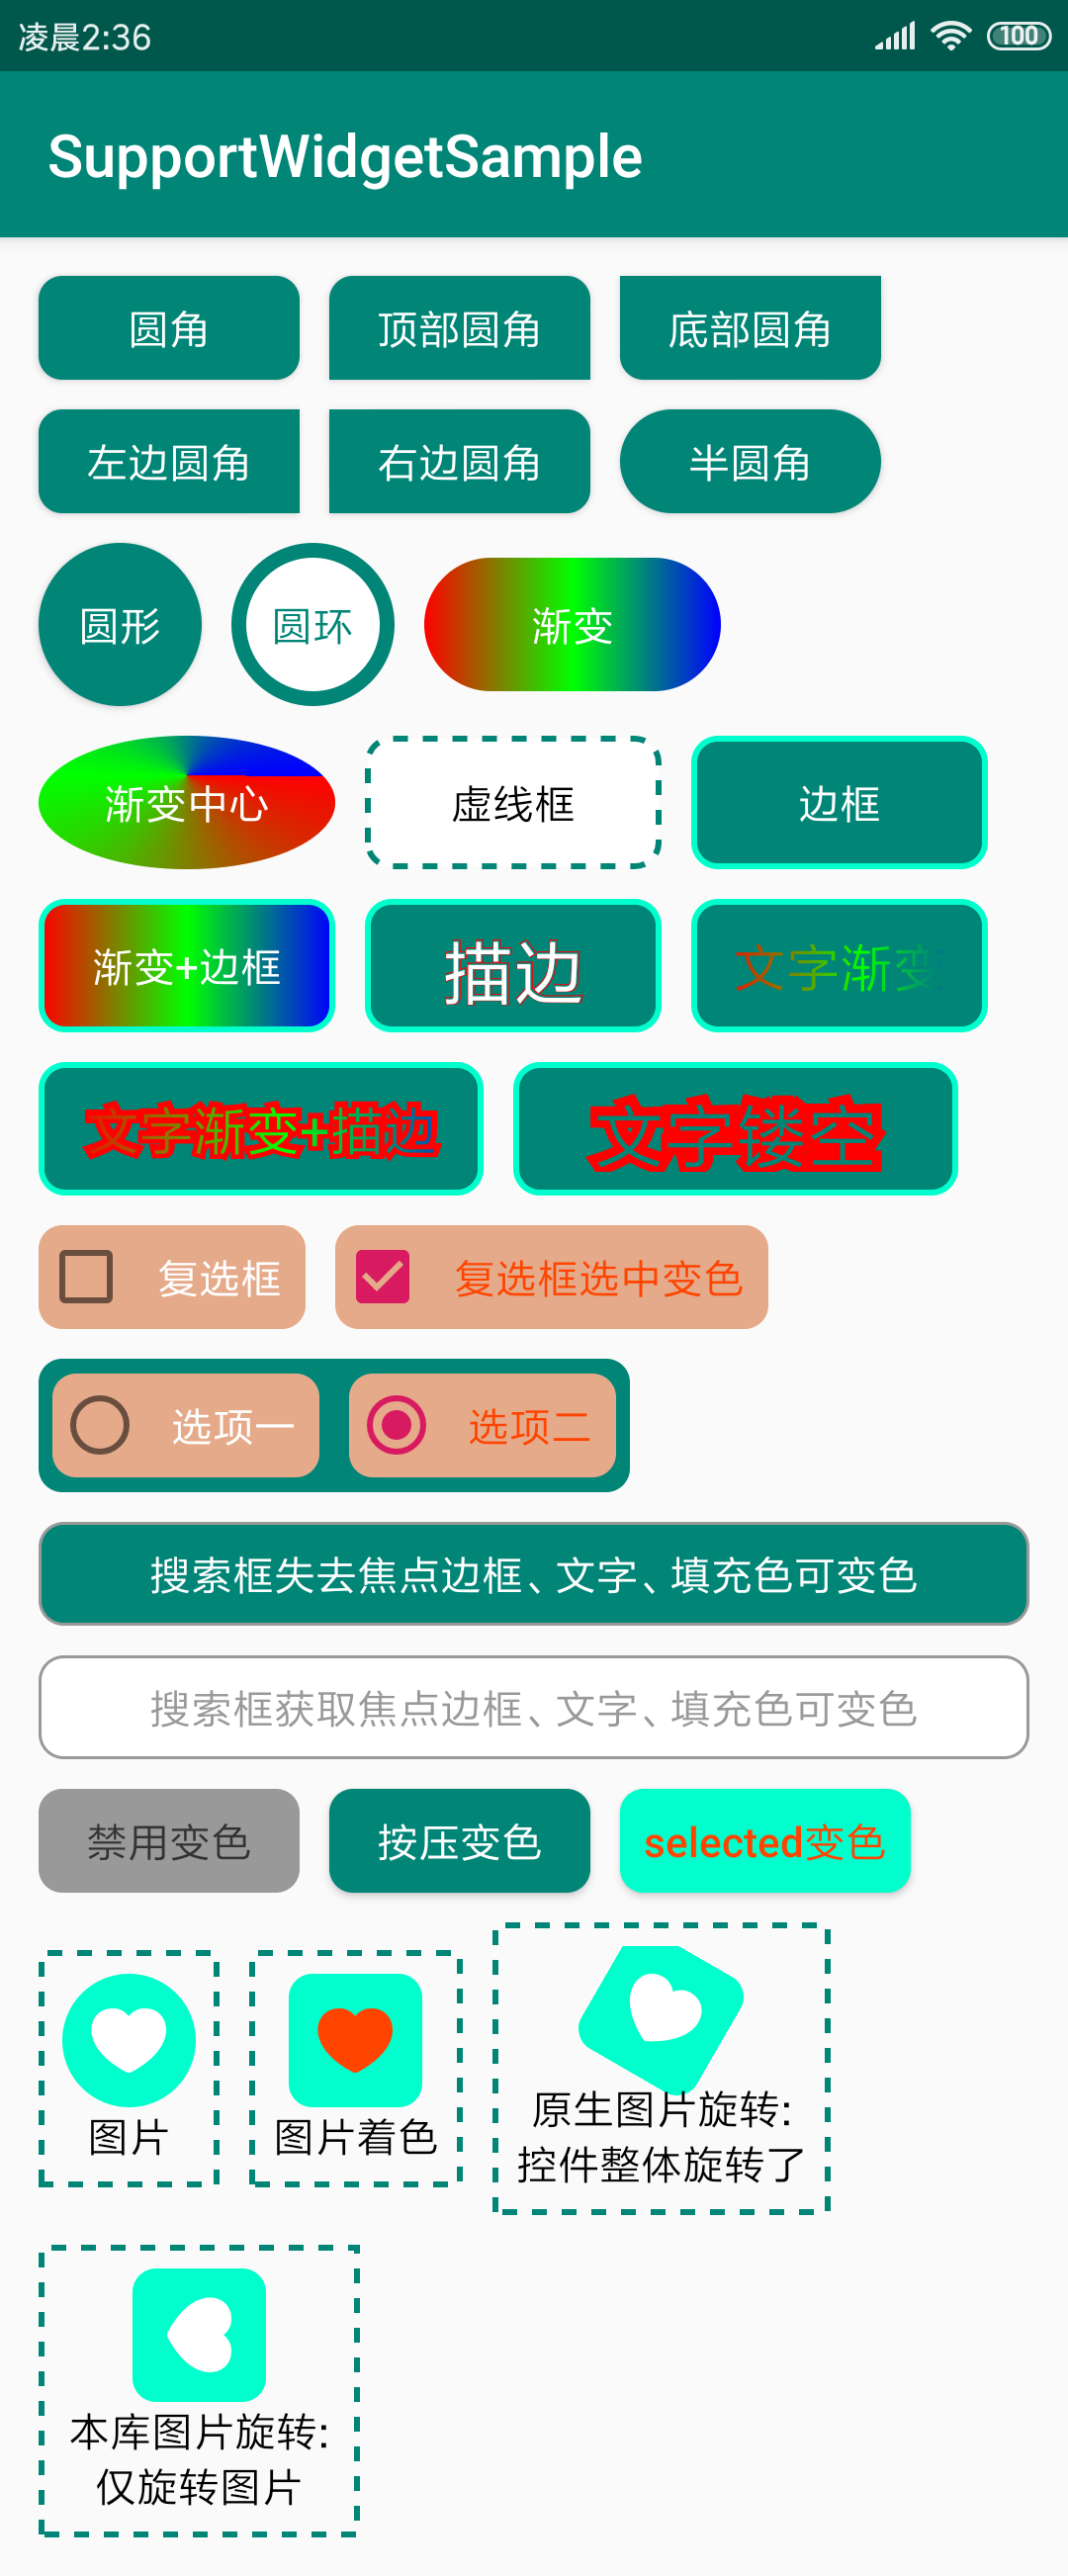 凌晨2:36 100
SupportWidgetSample
圆角 顶部圆角 底部圆角
左边圆角 右边圆角 半圆角
圆形 圆环 渐变
渐变中心 虚线框 边框
渐变+边框 描边 文字渐变
文字渐变+描边 文字镂空
复选框 复选框选中变色
选项一 选项二
搜索框失去焦点边框、文字、填充色可变色
搜索框获取焦点边框、文字、填充色可变色
禁用变色 按压变色 selected变色
图片 图片着色
原生图片旋转:
控件整体旋转了
本库图片旋转:
仅旋转图片